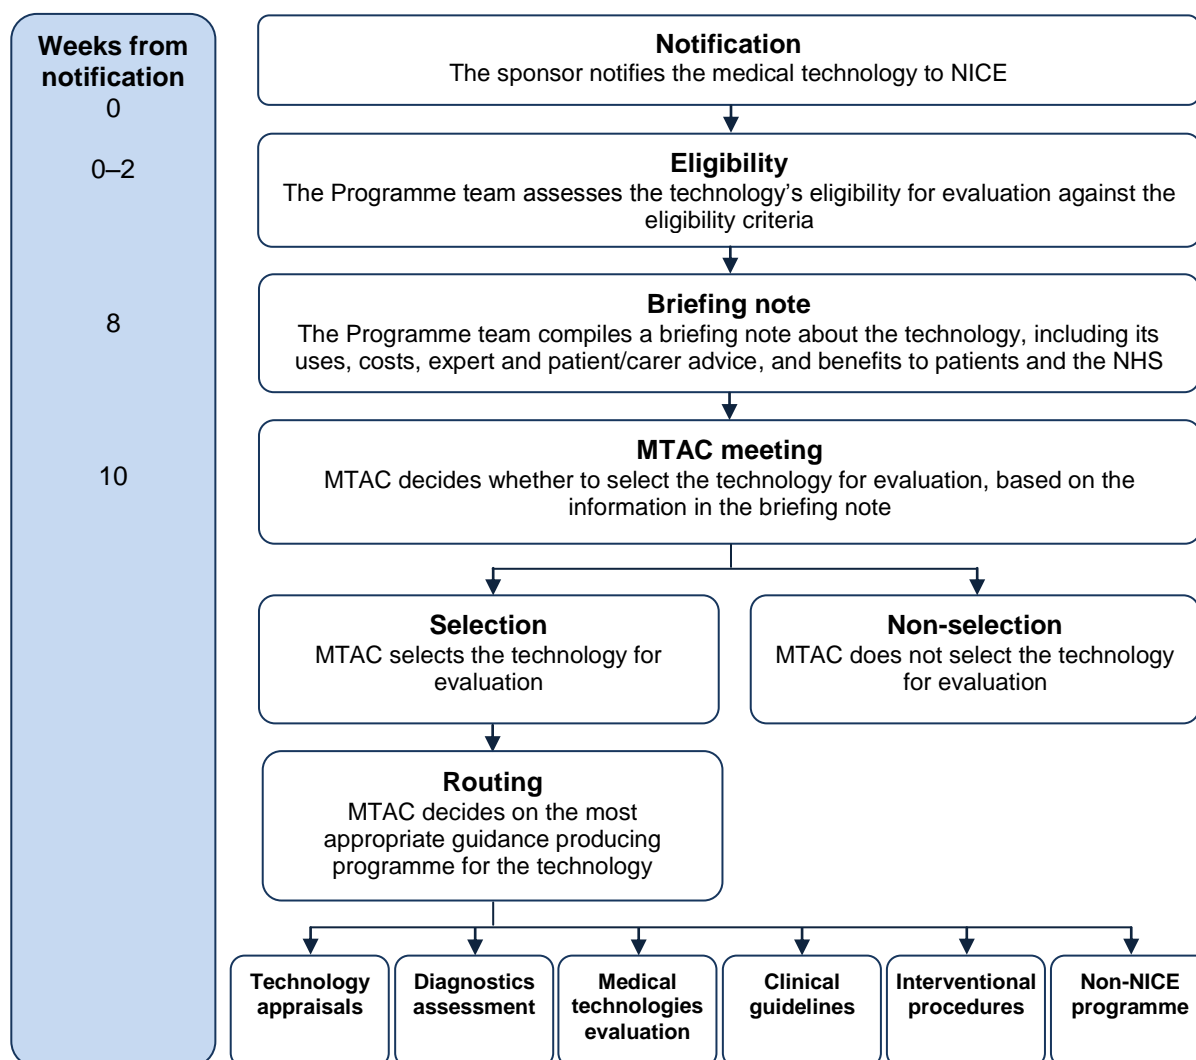 Weeks from
notification
0
0–2
8
10
Notification
The sponsor notifies the medical technology to NICE
Eligibility
The Programme team assesses the technology’s eligibility for evaluation against the
eligibility criteria
Briefing note
The Programme team compiles a briefing note about the technology, including its
uses, costs, expert and patient/carer advice, and benefits to patients and the NHS
MTAC meeting
MTAC decides whether to select the technology for evaluation, based on the
information in the briefing note
Selection
MTAC selects the technology for
evaluation
Non-selection
MTAC does not select the technology
for evaluation
Routing
MTAC decides on the most
appropriate guidance producing
programme for the technology
Technology
appraisals
Diagnostics
assessment
Medical
technologies
evaluation
Clinical
guidelines
Interventional
procedures
Non-NICE
programme